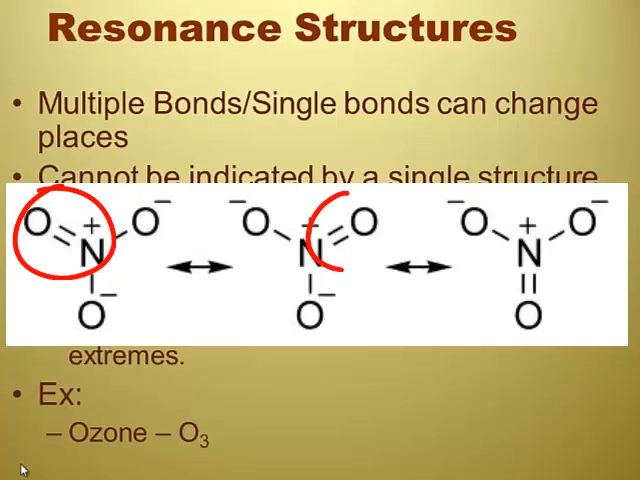 Resonance Structures
• Multiple Bonds/Single bonds can change
places
• Cannot be indicated by a single structure
O + O − − O + O − O + O −
N N N
O − O − O
extremes.
• Ex:
– Ozone – O₃